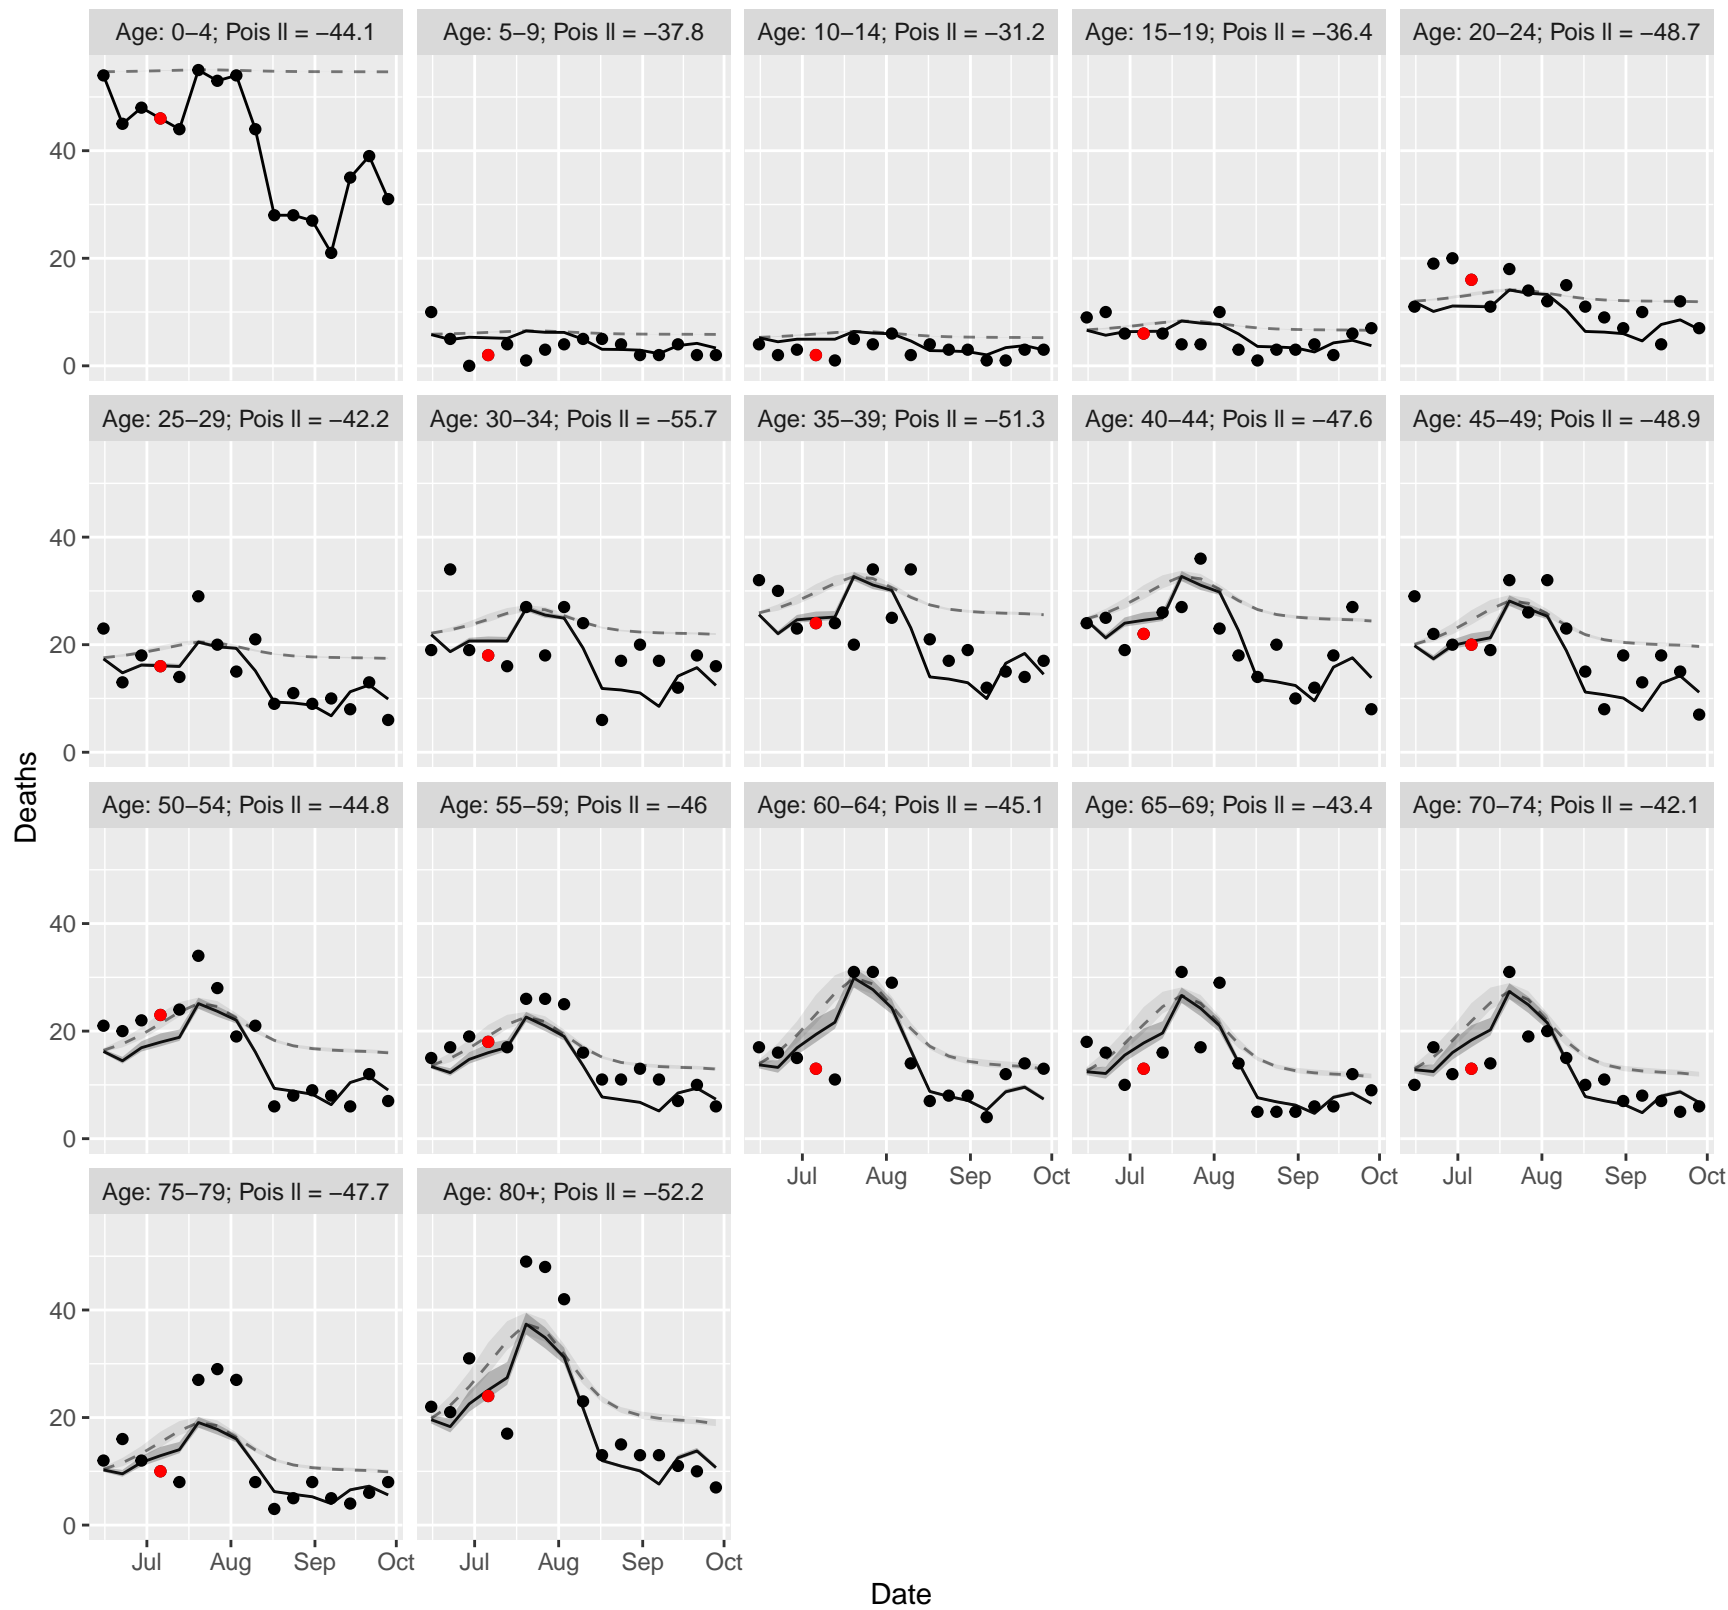 Age: 0−4; Pois ll = −44.1
Age: 5−9; Pois ll = −37.8
Age: 10−14; Pois ll = −31.2
Age: 15−19; Pois ll = −36.4
Age: 20−24; Pois ll = −48.7
40
20
0
Age: 25−29; Pois ll = −42.2
Age: 30−34; Pois ll = −55.7
Age: 35−39; Pois ll = −51.3
Age: 40−44; Pois ll = −47.6
Age: 45−49; Pois ll = −48.9
40
20
0
Deaths
Age: 50−54; Pois ll = −44.8
Age: 55−59; Pois ll = −46
Age: 60−64; Pois ll = −45.1
Age: 65−69; Pois ll = −43.4
Age: 70−74; Pois ll = −42.1
40
20
0
Jul Aug Sep Oct
Jul Aug Sep Oct
Jul Aug Sep Oct
Age: 75−79; Pois ll = −47.7
Age: 80+; Pois ll = −52.2
40
20
0
Jul Aug Sep Oct
Jul Aug Sep Oct
Date